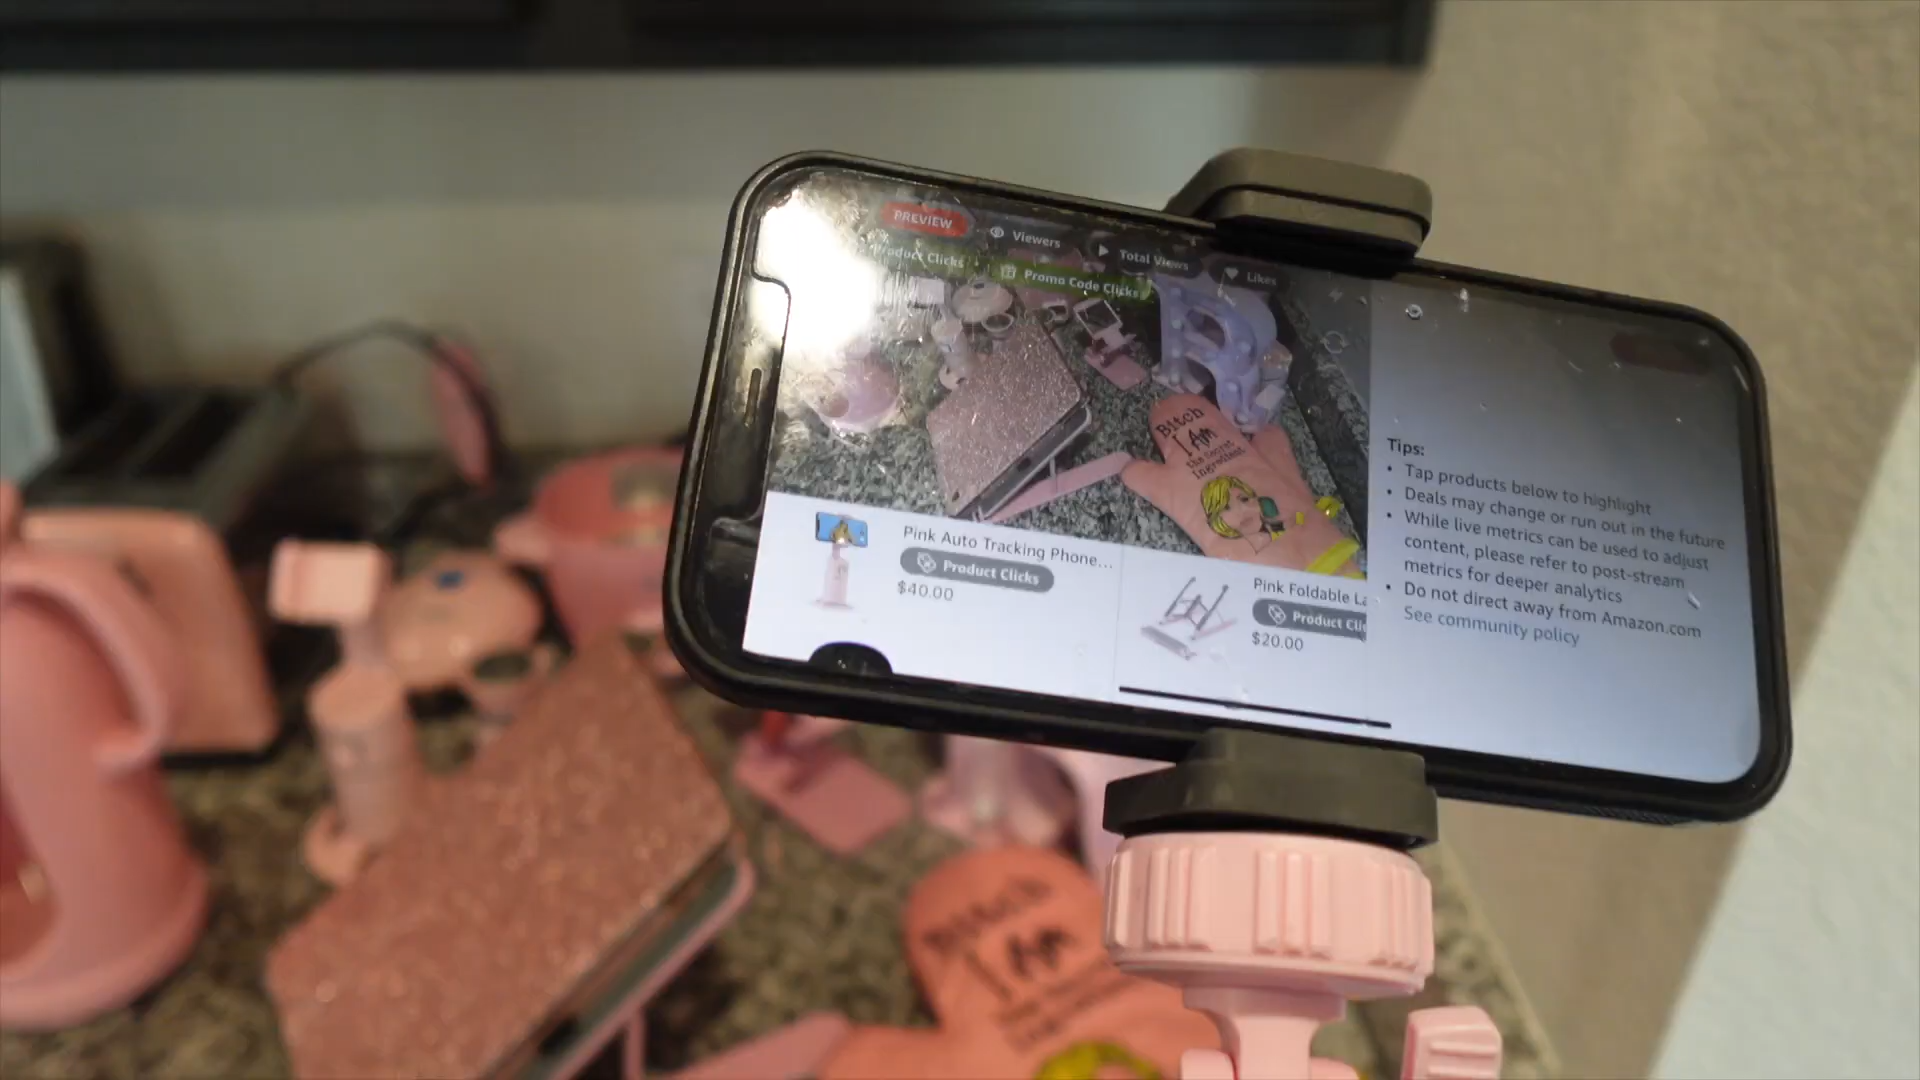 PREVIEW
Viewers
Total Views
Likes
Product Clicks
Promo Code Clicks
Bitch
I Am
the Secret
Ingredient
Pink Auto Tracking Phone...
Product Clicks
$40.00
Pink Foldable La
Product Clic
$20.00
Tips:
• Tap products below to highlight
• Deals may change or run out in the future
• While live metrics can be used to adjust
content, please refer to post-stream
metrics for deeper analytics
• Do not direct away from Amazon.com
See community policy
Bitch
I Am